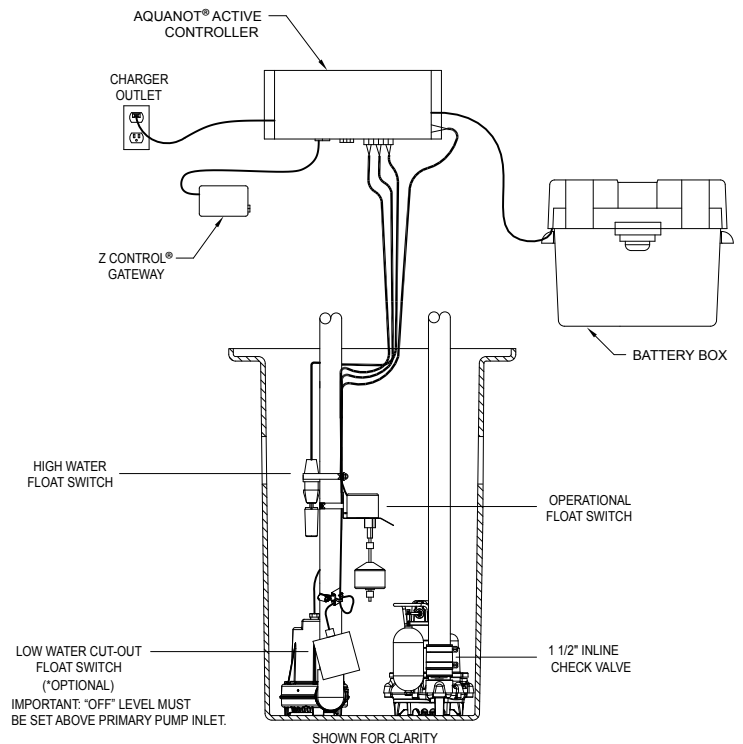 AQUANOT® ACTIVE
CONTROLLER
CHARGER
OUTLET
Z CONTROL®
GATEWAY
BATTERY BOX
HIGH WATER
FLOAT SWITCH
OPERATIONAL
FLOAT SWITCH
LOW WATER CUT-OUT
FLOAT SWITCH
(*OPTIONAL)
IMPORTANT: “OFF” LEVEL MUST
BE SET ABOVE PRIMARY PUMP INLET.
1 1/2" INLINE
CHECK VALVE
SHOWN FOR CLARITY